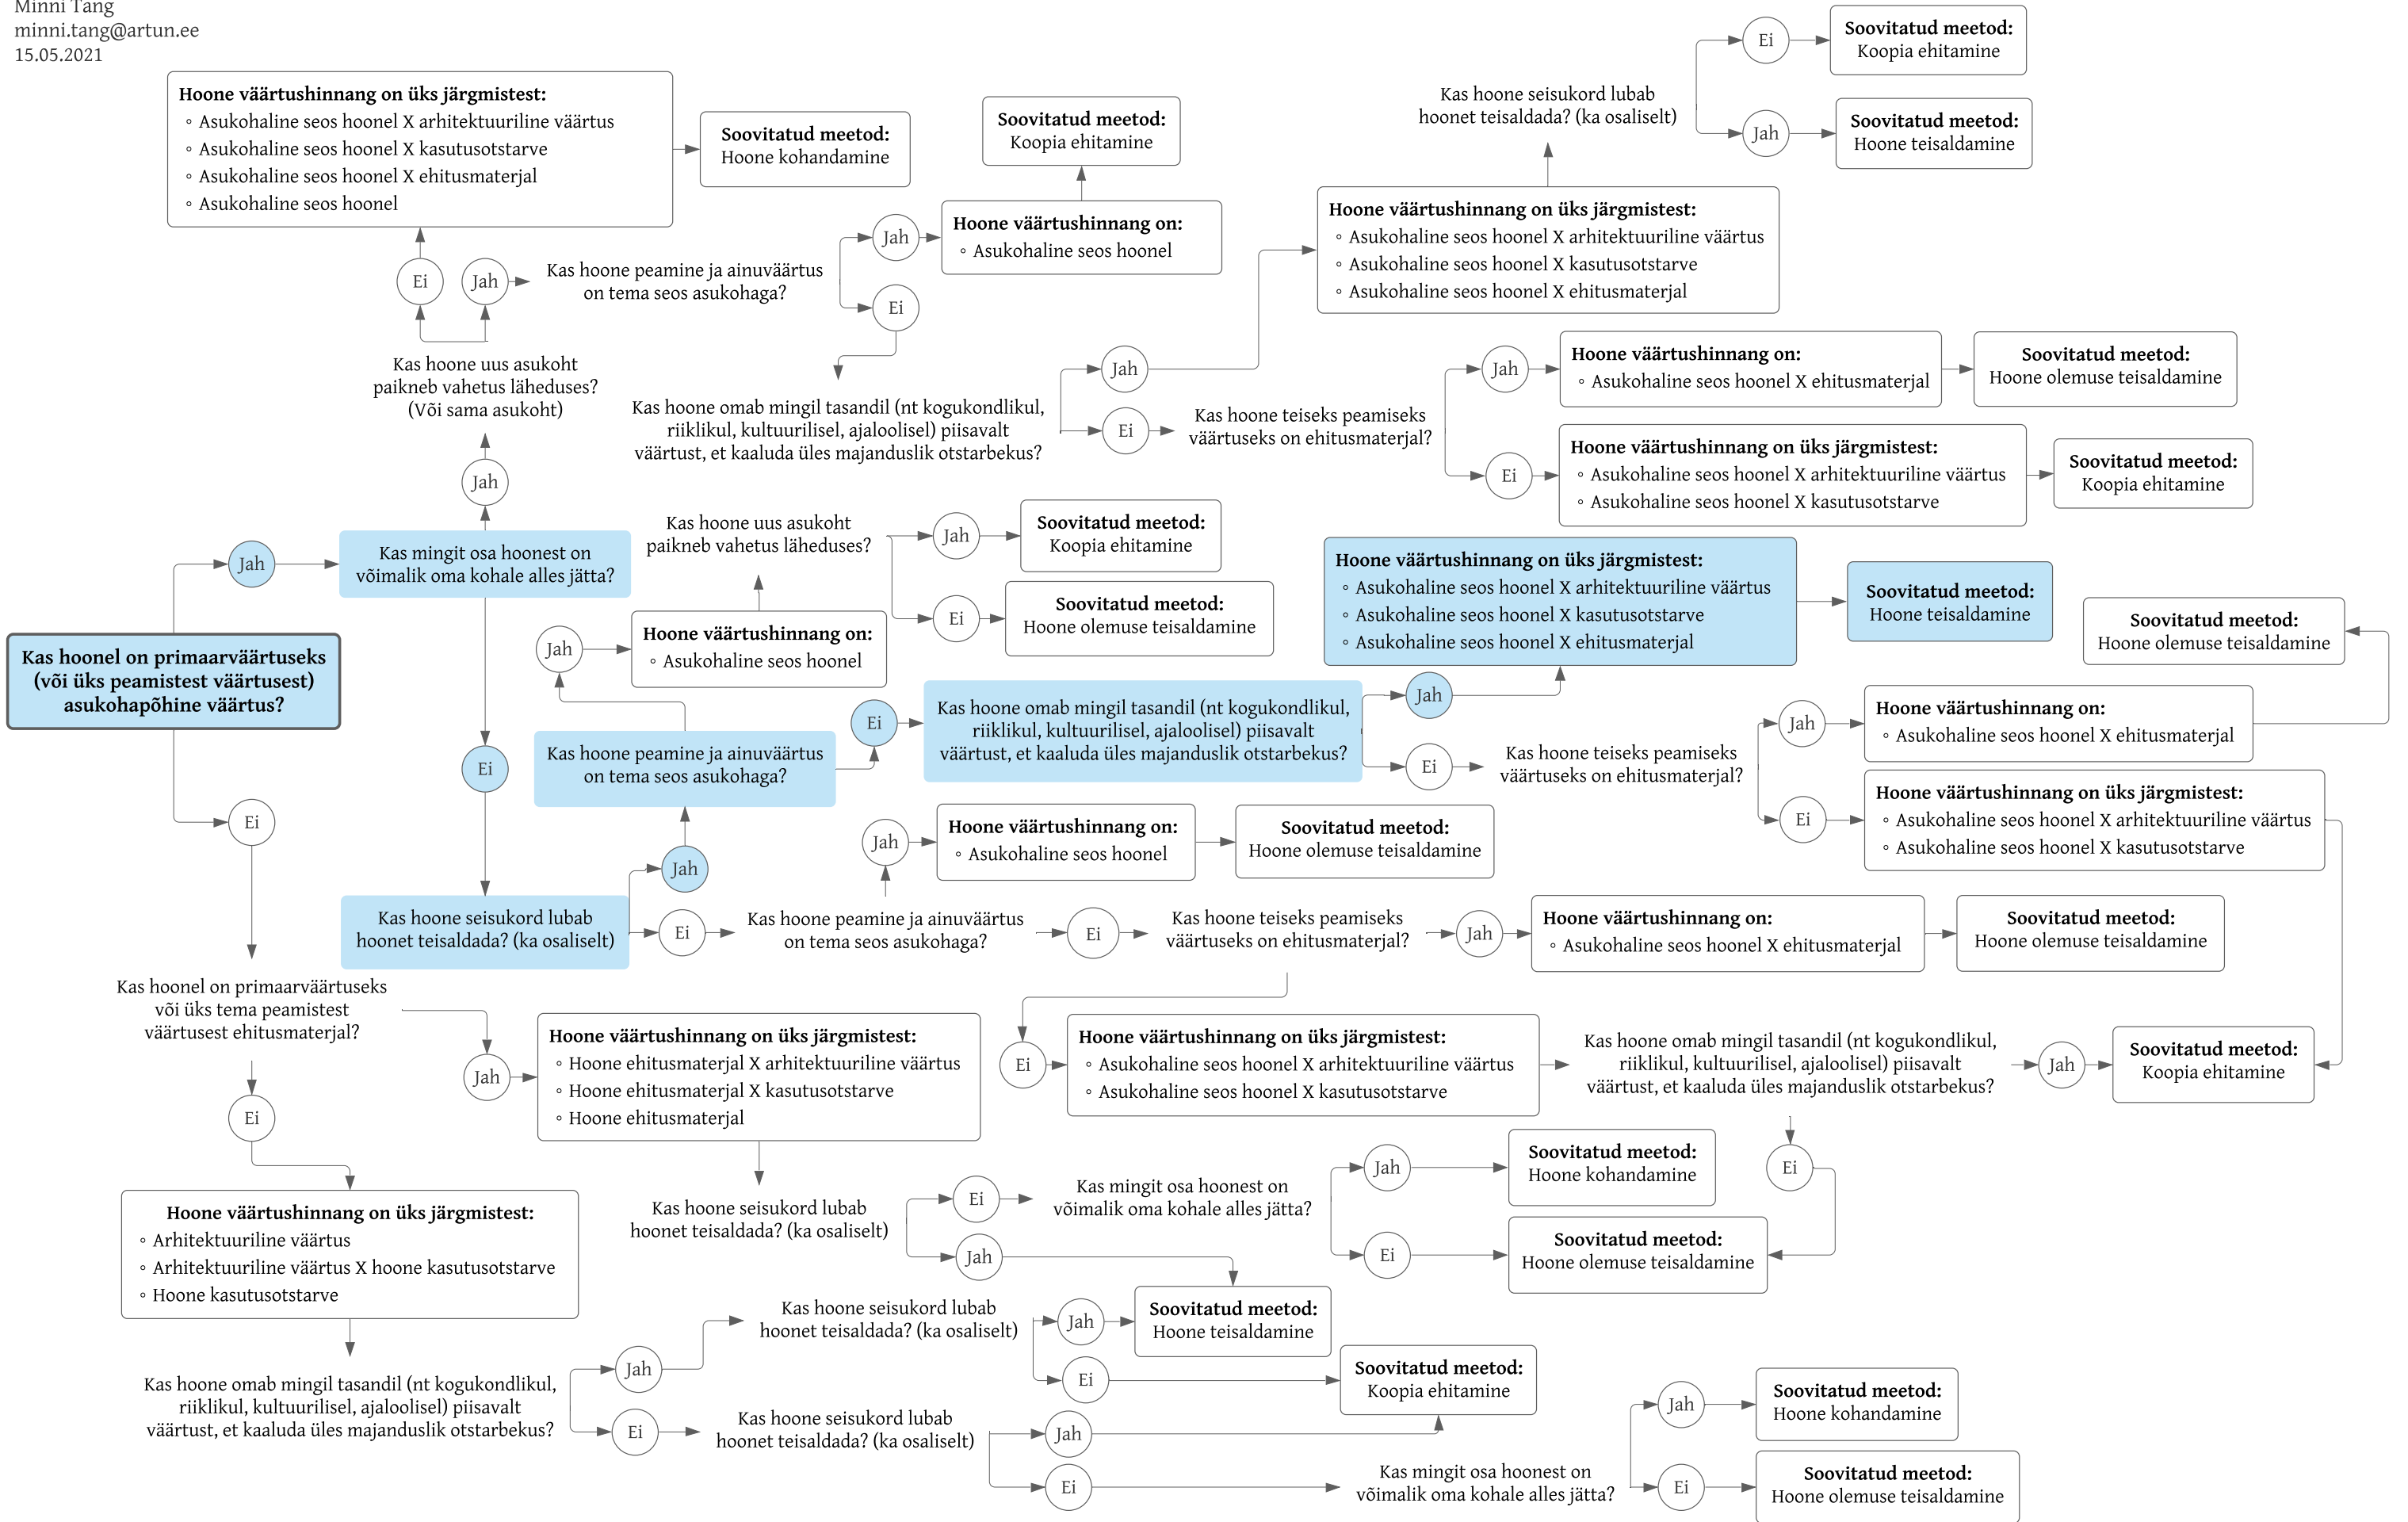 Minni Tang
minni.tang@artun.ee
15.05.2021
Hoone väärtushinnang on üks järgmistest:
◦ Asukohaline seos hoonel X arhitektuuriline väärtus
◦ Asukohaline seos hoonel X kasutusotstarve
◦ Asukohaline seos hoonel X ehitusmaterjal
◦ Asukohaline seos hoonel
Soovitatud meetod:
Hoone kohandamine
Soovitatud meetod:
Koopia ehitamine
Kas hoone seisukord lubab
hoonet teisaldada? (ka osaliselt)
Ei
Soovitatud meetod:
Koopia ehitamine
Jah
Soovitatud meetod:
Hoone teisaldamine
Ei
Jah
Kas hoone peamine ja ainuväärtus
on tema seos asukohaga?
Jah
Hoone väärtushinnang on:
◦ Asukohaline seos hoonel
Ei
Hoone väärtushinnang on üks järgmistest:
◦ Asukohaline seos hoonel X arhitektuuriline väärtus
◦ Asukohaline seos hoonel X kasutusotstarve
◦ Asukohaline seos hoonel X ehitusmaterjal
Kas hoone uus asukoht
paikneb vahetus läheduses?
(Või sama asukoht)
Kas hoone omab mingil tasandil (nt kogukondlikul,
riiklikul, kultuurilisel, ajaloolisel) piisavalt
väärtust, et kaaluda üles majanduslik otstarbekus?
Jah
Ei
Kas hoone teiseks peamiseks
väärtuseks on ehitusmaterjal?
Jah
Hoone väärtushinnang on:
◦ Asukohaline seos hoonel X ehitusmaterjal
Soovitatud meetod:
Hoone olemuse teisaldamine
Ei
Hoone väärtushinnang on üks järgmistest:
◦ Asukohaline seos hoonel X arhitektuuriline väärtus
◦ Asukohaline seos hoonel X kasutusotstarve
Soovitatud meetod:
Koopia ehitamine
Jah
Jah
Kas mingit osa hoonest on
võimalik oma kohale alles jätta?
Kas hoone uus asukoht
paikneb vahetus läheduses?
Jah
Soovitatud meetod:
Koopia ehitamine
Ei
Soovitatud meetod:
Hoone olemuse teisaldamine
Hoone väärtushinnang on üks järgmistest:
◦ Asukohaline seos hoonel X arhitektuuriline väärtus
◦ Asukohaline seos hoonel X kasutusotstarve
◦ Asukohaline seos hoonel X ehitusmaterjal
Soovitatud meetod:
Hoone teisaldamine
Soovitatud meetod:
Hoone olemuse teisaldamine
Kas hoonel on primaarväärtuseks
(või üks peamistest väärtusest)
asukohapõhine väärtus?
Jah
Hoone väärtushinnang on:
◦ Asukohaline seos hoonel
Ei
Kas hoone peamine ja ainuväärtus
on tema seos asukohaga?
Ei
Kas hoone omab mingil tasandil (nt kogukondlikul,
riiklikul, kultuurilisel, ajaloolisel) piisavalt
väärtust, et kaaluda üles majanduslik otstarbekus?
Jah
Ei
Kas hoone teiseks peamiseks
väärtuseks on ehitusmaterjal?
Jah
Hoone väärtushinnang on:
◦ Asukohaline seos hoonel X ehitusmaterjal
Ei
Hoone väärtushinnang on üks järgmistest:
◦ Asukohaline seos hoonel X arhitektuuriline väärtus
◦ Asukohaline seos hoonel X kasutusotstarve
Ei
Kas hoone seisukord lubab
hoonet teisaldada? (ka osaliselt)
Jah
Ei
Kas hoone peamine ja ainuväärtus
on tema seos asukohaga?
Jah
Hoone väärtushinnang on:
◦ Asukohaline seos hoonel
Soovitatud meetod:
Hoone olemuse teisaldamine
Ei
Kas hoone teiseks peamiseks
väärtuseks on ehitusmaterjal?
Jah
Hoone väärtushinnang on:
◦ Asukohaline seos hoonel X ehitusmaterjal
Soovitatud meetod:
Hoone olemuse teisaldamine
Kas hoonel on primaarväärtuseks
või üks tema peamistest
väärtusest ehitusmaterjal?
Jah
Hoone väärtushinnang on üks järgmistest:
◦ Hoone ehitusmaterjal X arhitektuuriline väärtus
◦ Hoone ehitusmaterjal X kasutusotstarve
◦ Hoone ehitusmaterjal
Ei
Hoone väärtushinnang on üks järgmistest:
◦ Asukohaline seos hoonel X arhitektuuriline väärtus
◦ Asukohaline seos hoonel X kasutusotstarve
Kas hoone omab mingil tasandil (nt kogukondlikul,
riiklikul, kultuurilisel, ajaloolisel) piisavalt
väärtust, et kaaluda üles majanduslik otstarbekus?
Jah
Soovitatud meetod:
Koopia ehitamine
Ei
Ei
Kas hoone seisukord lubab
hoonet teisaldada? (ka osaliselt)
Ei
Kas mingit osa hoonest on
võimalik oma kohale alles jätta?
Jah
Soovitatud meetod:
Hoone kohandamine
Ei
Soovitatud meetod:
Hoone olemuse teisaldamine
Jah
Hoone väärtushinnang on üks järgmistest:
◦ Arhitektuuriline väärtus
◦ Arhitektuuriline väärtus X hoone kasutusotstarve
◦ Hoone kasutusotstarve
Kas hoone omab mingil tasandil (nt kogukondlikul,
riiklikul, kultuurilisel, ajaloolisel) piisavalt
väärtust, et kaaluda üles majanduslik otstarbekus?
Jah
Kas hoone seisukord lubab
hoonet teisaldada? (ka osaliselt)
Jah
Soovitatud meetod:
Hoone teisaldamine
Ei
Soovitatud meetod:
Koopia ehitamine
Ei
Kas hoone seisukord lubab
hoonet teisaldada? (ka osaliselt)
Jah
Ei
Kas mingit osa hoonest on
võimalik oma kohale alles jätta?
Jah
Soovitatud meetod:
Hoone kohandamine
Ei
Soovitatud meetod:
Hoone olemuse teisaldamine